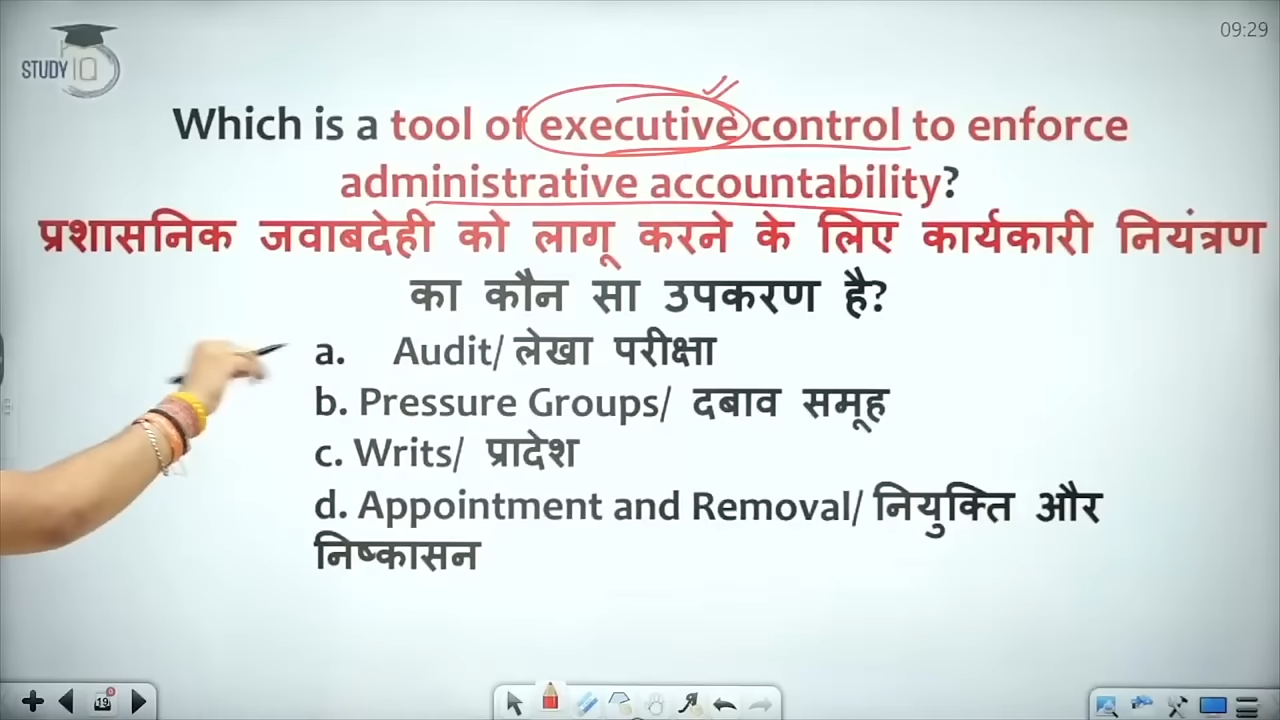 STUDY IQ
09:29
Which is a tool of executive control to enforce
administrative accountability?
प्रशासनिक जवाबदेही को लागू करने के लिए कार्यकारी नियंत्रण
का कौन सा उपकरण है?
a. Audit/ लेखा परीक्षा
b. Pressure Groups/ दबाव समूह
c. Writs/ प्रादेश
d. Appointment and Removal/ नियुक्ति और
निष्कासन
19